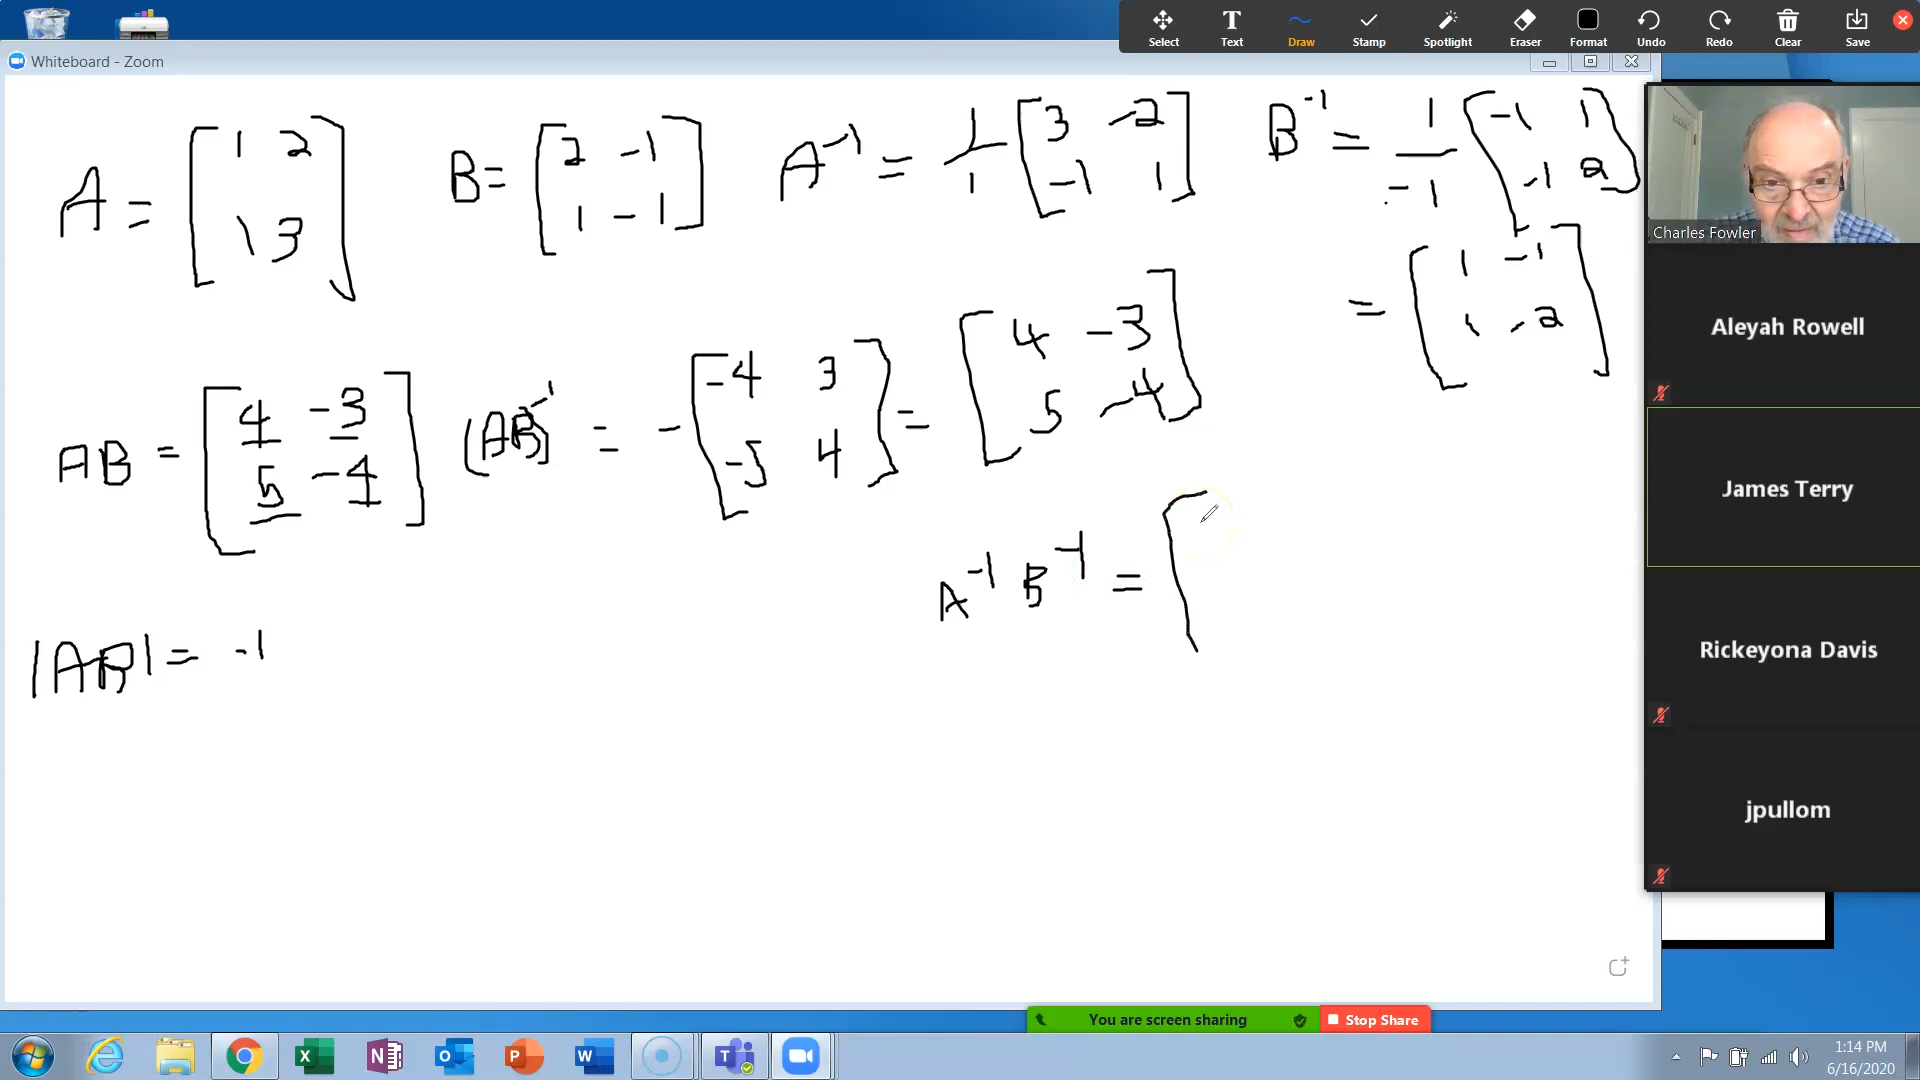 Select Text Draw Stamp Spotlight Eraser Format Undo Redo Clear Save
Whiteboard - Zoom
A = [1 2
1 3]
B = [2 -1
1 -1]
A⁻¹ = 1/1 [3 -2
-1 1]
B⁻¹ = 1/-1 [-1 1
-1 2]
= [1 -1
1 -2]
AB = [4 -3
5 -4]
(AB)⁻¹ = - [-4 3
-5 4] = [4 -3
5 -4]
A⁻¹ B⁻¹ = [
|AB| = -1
Charles Fowler
Aleyah Rowell
James Terry
Rickeyona Davis
jpullom
You are screen sharing
Stop Share
1:14 PM
6/16/2020